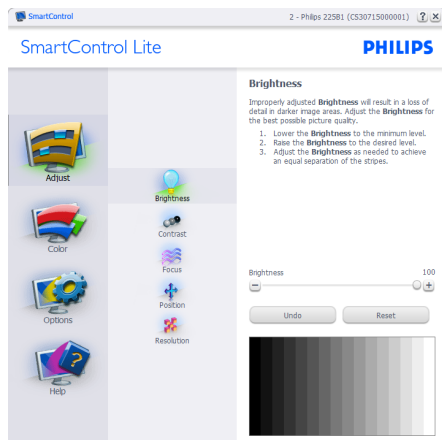 SmartControl
2 - Philips 225B1 (CS30715000001)
SmartControl Lite
PHILIPS
Adjust
Color
Options
Help
Brightness
Contrast
Focus
Position
Resolution
Brightness
Improperly adjusted Brightness will result in a loss of
detail in darker image areas. Adjust the Brightness for
the best possible picture quality.
1. Lower the Brightness to the minimum level.
2. Raise the Brightness to the desired level.
3. Adjust the Brightness as needed to achieve
an equal separation of the stripes.
Brightness 100
Undo
Reset